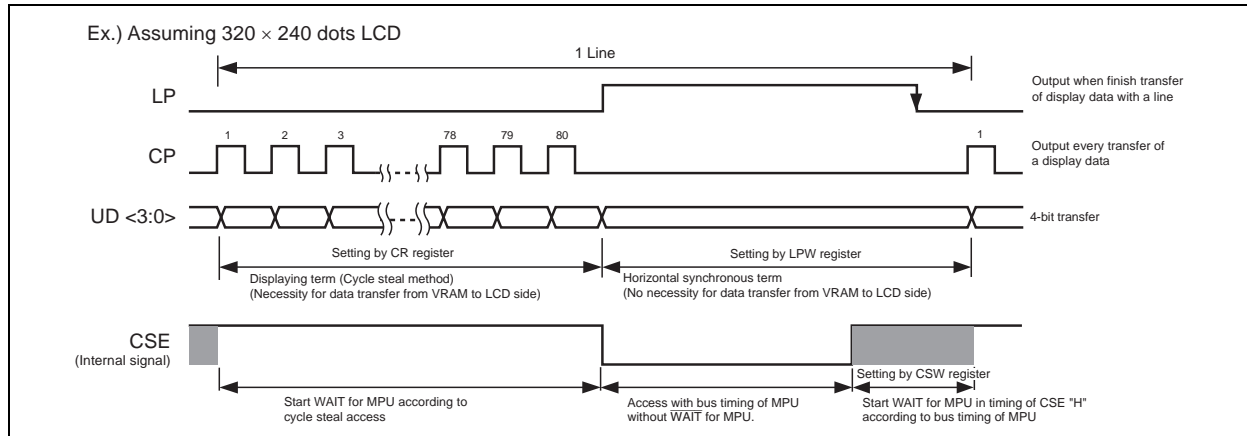 Ex.) Assuming 320 × 240 dots LCD
1 Line
LP
Output when finish transfer
of display data with a line
1 2 3 78 79 80 1
CP
Output every transfer of
a display data
UD <3:0>
4-bit transfer
Setting by CR register
Setting by LPW register
Displaying term (Cycle steal method)
(Necessity for data transfer from VRAM to LCD side)
Horizontal synchronous term
(No necessity for data transfer from VRAM to LCD side)
CSE
(Internal signal)
Setting by CSW register
Start WAIT for MPU according to
cycle steal access
Access with bus timing of MPU
without WAIT for MPU.
Start WAIT for MPU in timing of CSE "H"
according to bus timing of MPU